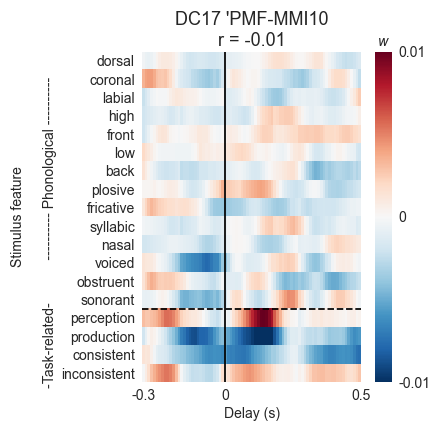 DC17 'PMF-MMI10
r = -0.01
w
dorsal
coronal
labial
high
front
low
back
plosive
fricative
syllabic
nasal
voiced
obstruent
sonorant
perception
production
consistent
inconsistent
Stimulus feature
-Task-related- ---------- Phonological ----------
0.01
0
-0.01
-0.3 0 0.5
Delay (s)